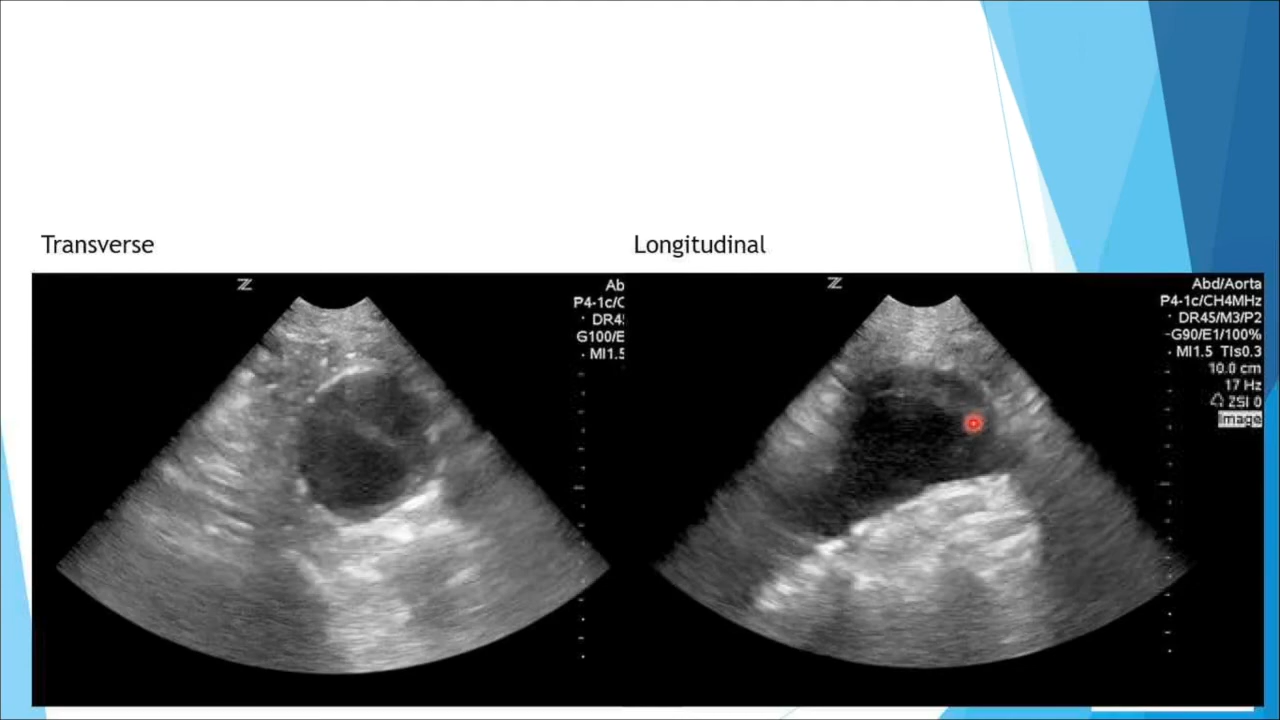 Transverse
Longitudinal
Z
Ab
P4-1c/C
DR45
G100/E
MI1.5
Z
Abd/Aorta
P4-1c/CH4MHz
DR45/M3/P2
G90/E1/100%
MI1.5 TIs0.3
10.0 cm
17 Hz
ZSI 0
Image